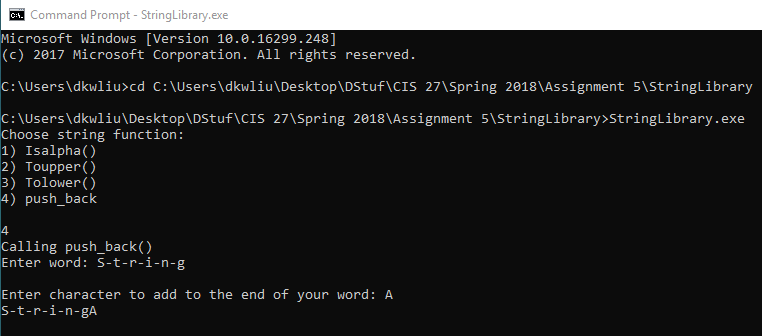 Command Prompt - StringLibrary.exe
Microsoft Windows [Version 10.0.16299.248]
(c) 2017 Microsoft Corporation. All rights reserved.
C:\Users\dkwliu>cd C:\Users\dkwliu\Desktop\DStuf\CIS 27\Spring 2018\Assignment 5\StringLibrary
C:\Users\dkwliu\Desktop\DStuf\CIS 27\Spring 2018\Assignment 5\StringLibrary>StringLibrary.exe
Choose string function:
1) Isalpha()
2) Toupper()
3) Tolower()
4) push_back
4
Calling push_back()
Enter word: S-t-r-i-n-g
Enter character to add to the end of your word: A
S-t-r-i-n-gA